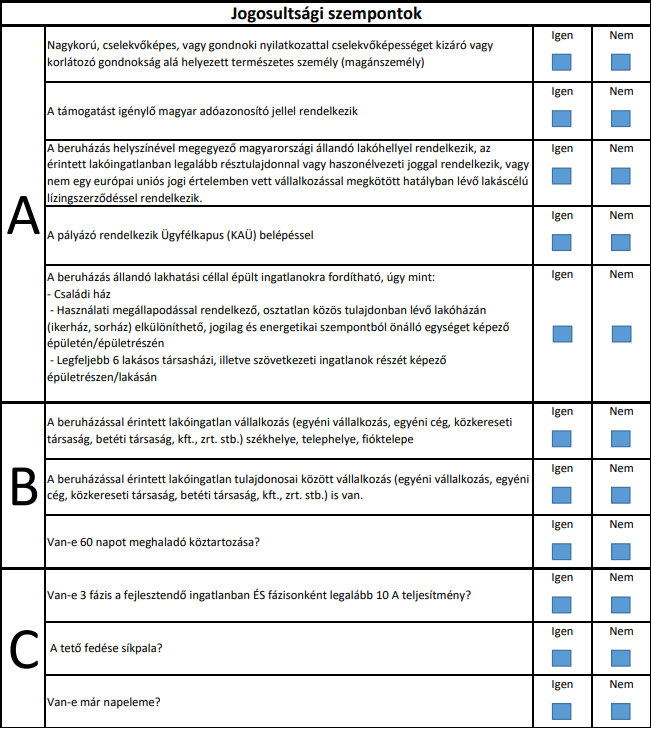 Jogosultsági szempontok
A
Nagykorú, cselekvőképes, vagy gondnoki nyilatkozattal cselekvőképességet kizáró vagy
korlátozó gondnokság alá helyezett természetes személy (magánszemély)
Igen Nem
A támogatást igénylő magyar adóazonosító jellel rendelkezik
Igen Nem
A beruházás helyszínével megegyező magyarországi állandó lakóhellyel rendelkezik, az
érintett lakóingatlanban legalább résztulajdonnal vagy haszonélvezeti joggal rendelkezik, vagy
nem egy európai uniós jogi értelemben vett vállalkozással megkötött hatályban lévő lakáscélú
lízingszerződéssel rendelkezik.
Igen Nem
A pályázó rendelkezik Ügyfélkapus (KAÜ) belépéssel
Igen Nem
A beruházás állandó lakhatási céllal épült ingatlanokra fordítható, úgy mint:
- Családi ház
- Használati megállapodással rendelkező, osztatlan közös tulajdonban lévő lakóházán
(ikerház, sorház) elkülöníthető, jogilag és energetikai szempontból önálló egységet képező
épületén/épületrészén
- Legfeljebb 6 lakásos társasházi, illetve szövetkezeti ingatlanok részét képező
épületrészen/lakásán
Igen Nem
B
A beruházással érintett lakóingatlan vállalkozás (egyéni vállalkozás, egyéni cég, közkereseti
társaság, betéti társaság, kft., zrt. stb.) székhelye, telephelye, fióktelepe
Igen Nem
A beruházással érintett lakóingatlan tulajdonosai között vállalkozás (egyéni vállalkozás, egyéni
cég, közkereseti társaság, betéti társaság, kft., zrt. stb.) is van.
Igen Nem
Van-e 60 napot meghaladó köztartozása?
Igen Nem
C
Van-e 3 fázis a fejlesztendő ingatlanban ÉS fázisonként legalább 10 A teljesítmény?
Igen Nem
A tető fedése síkpala?
Igen Nem
Van-e már napeleme?
Igen Nem